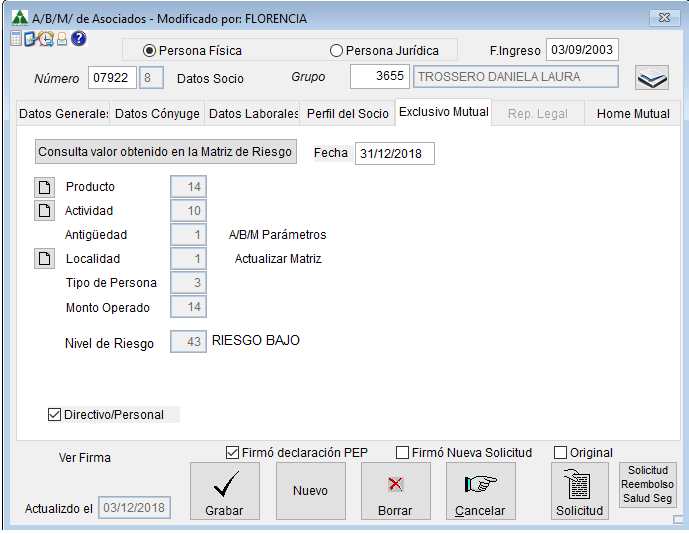 A/B/M/ de Asociados - Modificado por: FLORENCIA
Persona Física Persona Jurídica F.Ingreso 03/09/2003
Número 07922 8 Datos Socio Grupo 3655 TROSSERO DANIELA LAURA
Datos Generales Datos Cónyuge Datos Laborales Perfil del Socio Exclusivo Mutual Rep. Legal Home Mutual
Consulta valor obtenido en la Matriz de Riesgo Fecha 31/12/2018
Producto 14
Actividad 10
Antigüedad 1 A/B/M Parámetros
Localidad 1 Actualizar Matriz
Tipo de Persona 3
Monto Operado 14
Nivel de Riesgo 43 RIESGO BAJO
Directivo/Personal
Ver Firma Firmó declaración PEP Firmó Nueva Solicitud Original
Actualizdo el 03/12/2018 Grabar Nuevo Borrar Cancelar Solicitud
Solicitud
Reembolso
Salud Seg